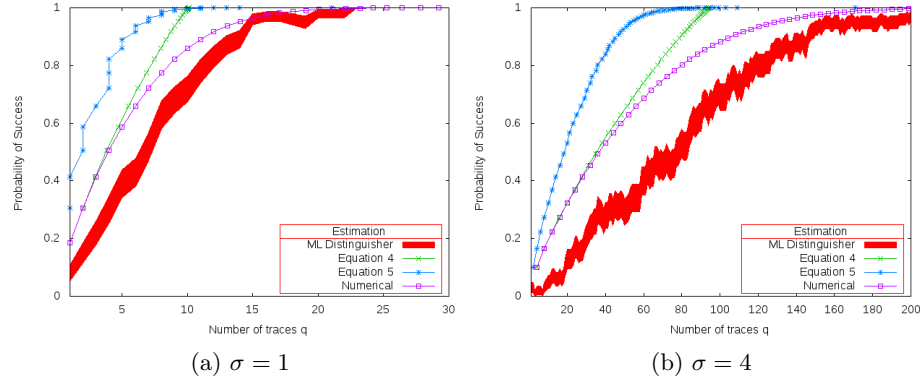 Probability of Success
1
0.8
0.6
0.4
0.2
0
5
10
15
20
25
30
Number of traces q
Estimation
ML Distinguisher
Equation 4
Equation 5
Numerical
(a) σ = 1
Probability of Success
1
0.8
0.6
0.4
0.2
0
20
40
60
80
100
120
140
160
180
200
Number of traces q
Estimation
ML Distinguisher
Equation 4
Equation 5
Numerical
(b) σ = 4